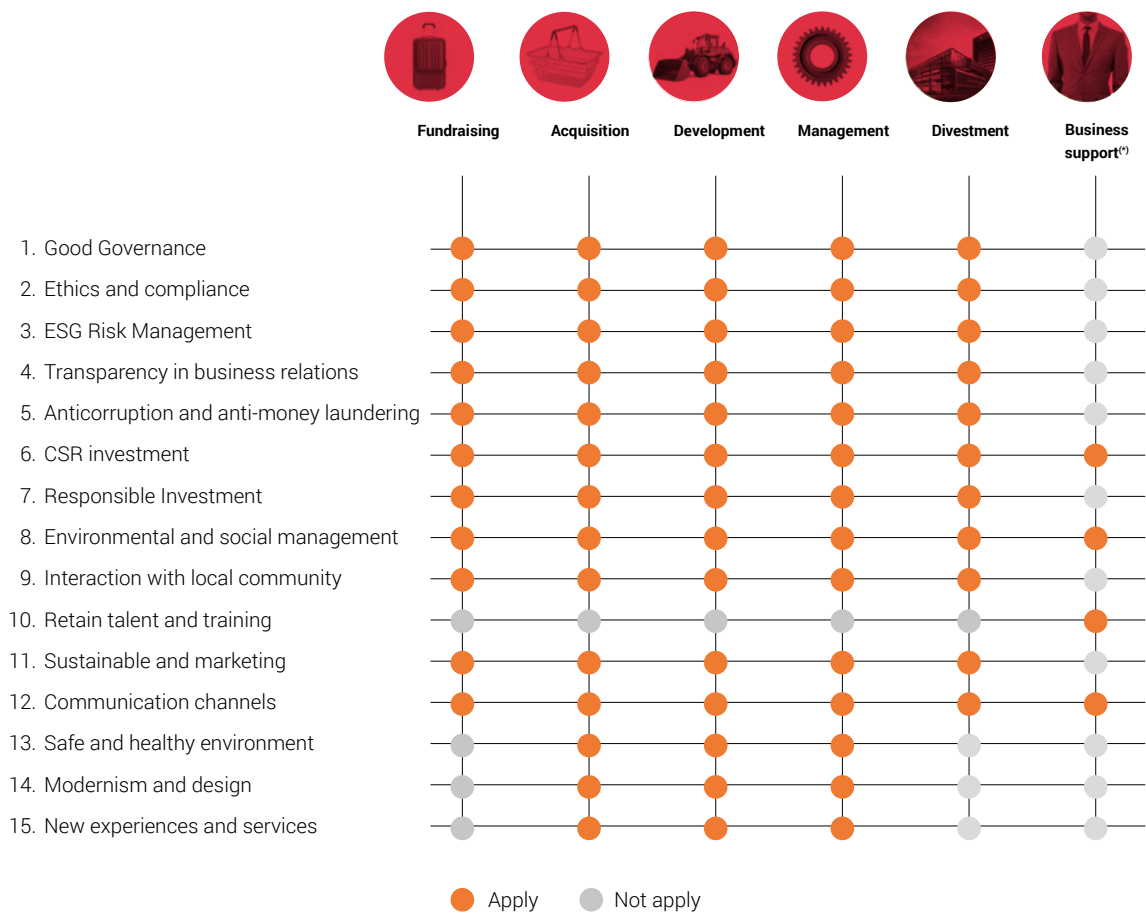 Fundraising
Acquisition
Development
Management
Divestment
Business
support(*)
1. Good Governance
2. Ethics and compliance
3. ESG Risk Management
4. Transparency in business relations
5. Anticorruption and anti-money laundering
6. CSR investment
7. Responsible Investment
8. Environmental and social management
9. Interaction with local community
10. Retain talent and training
11. Sustainable and marketing
12. Communication channels
13. Safe and healthy environment
14. Modernism and design
15. New experiences and services
Apply
Not apply